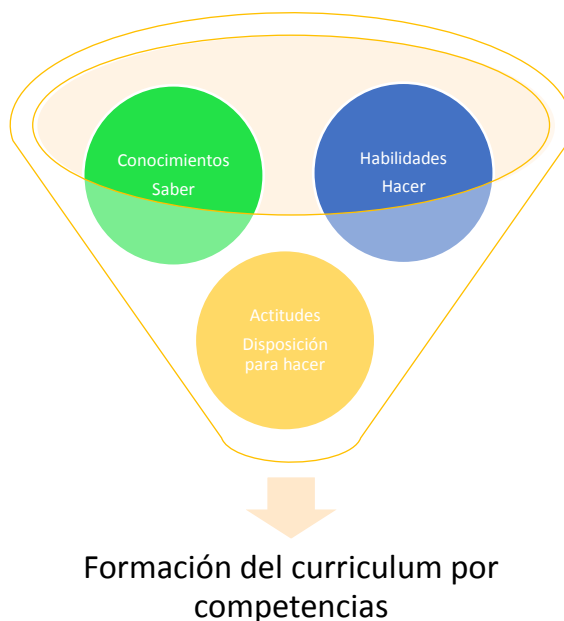 Conocimientos
Saber
Habilidades
Hacer
Actitudes
Disposición
para hacer
Formación del curriculum por
competencias